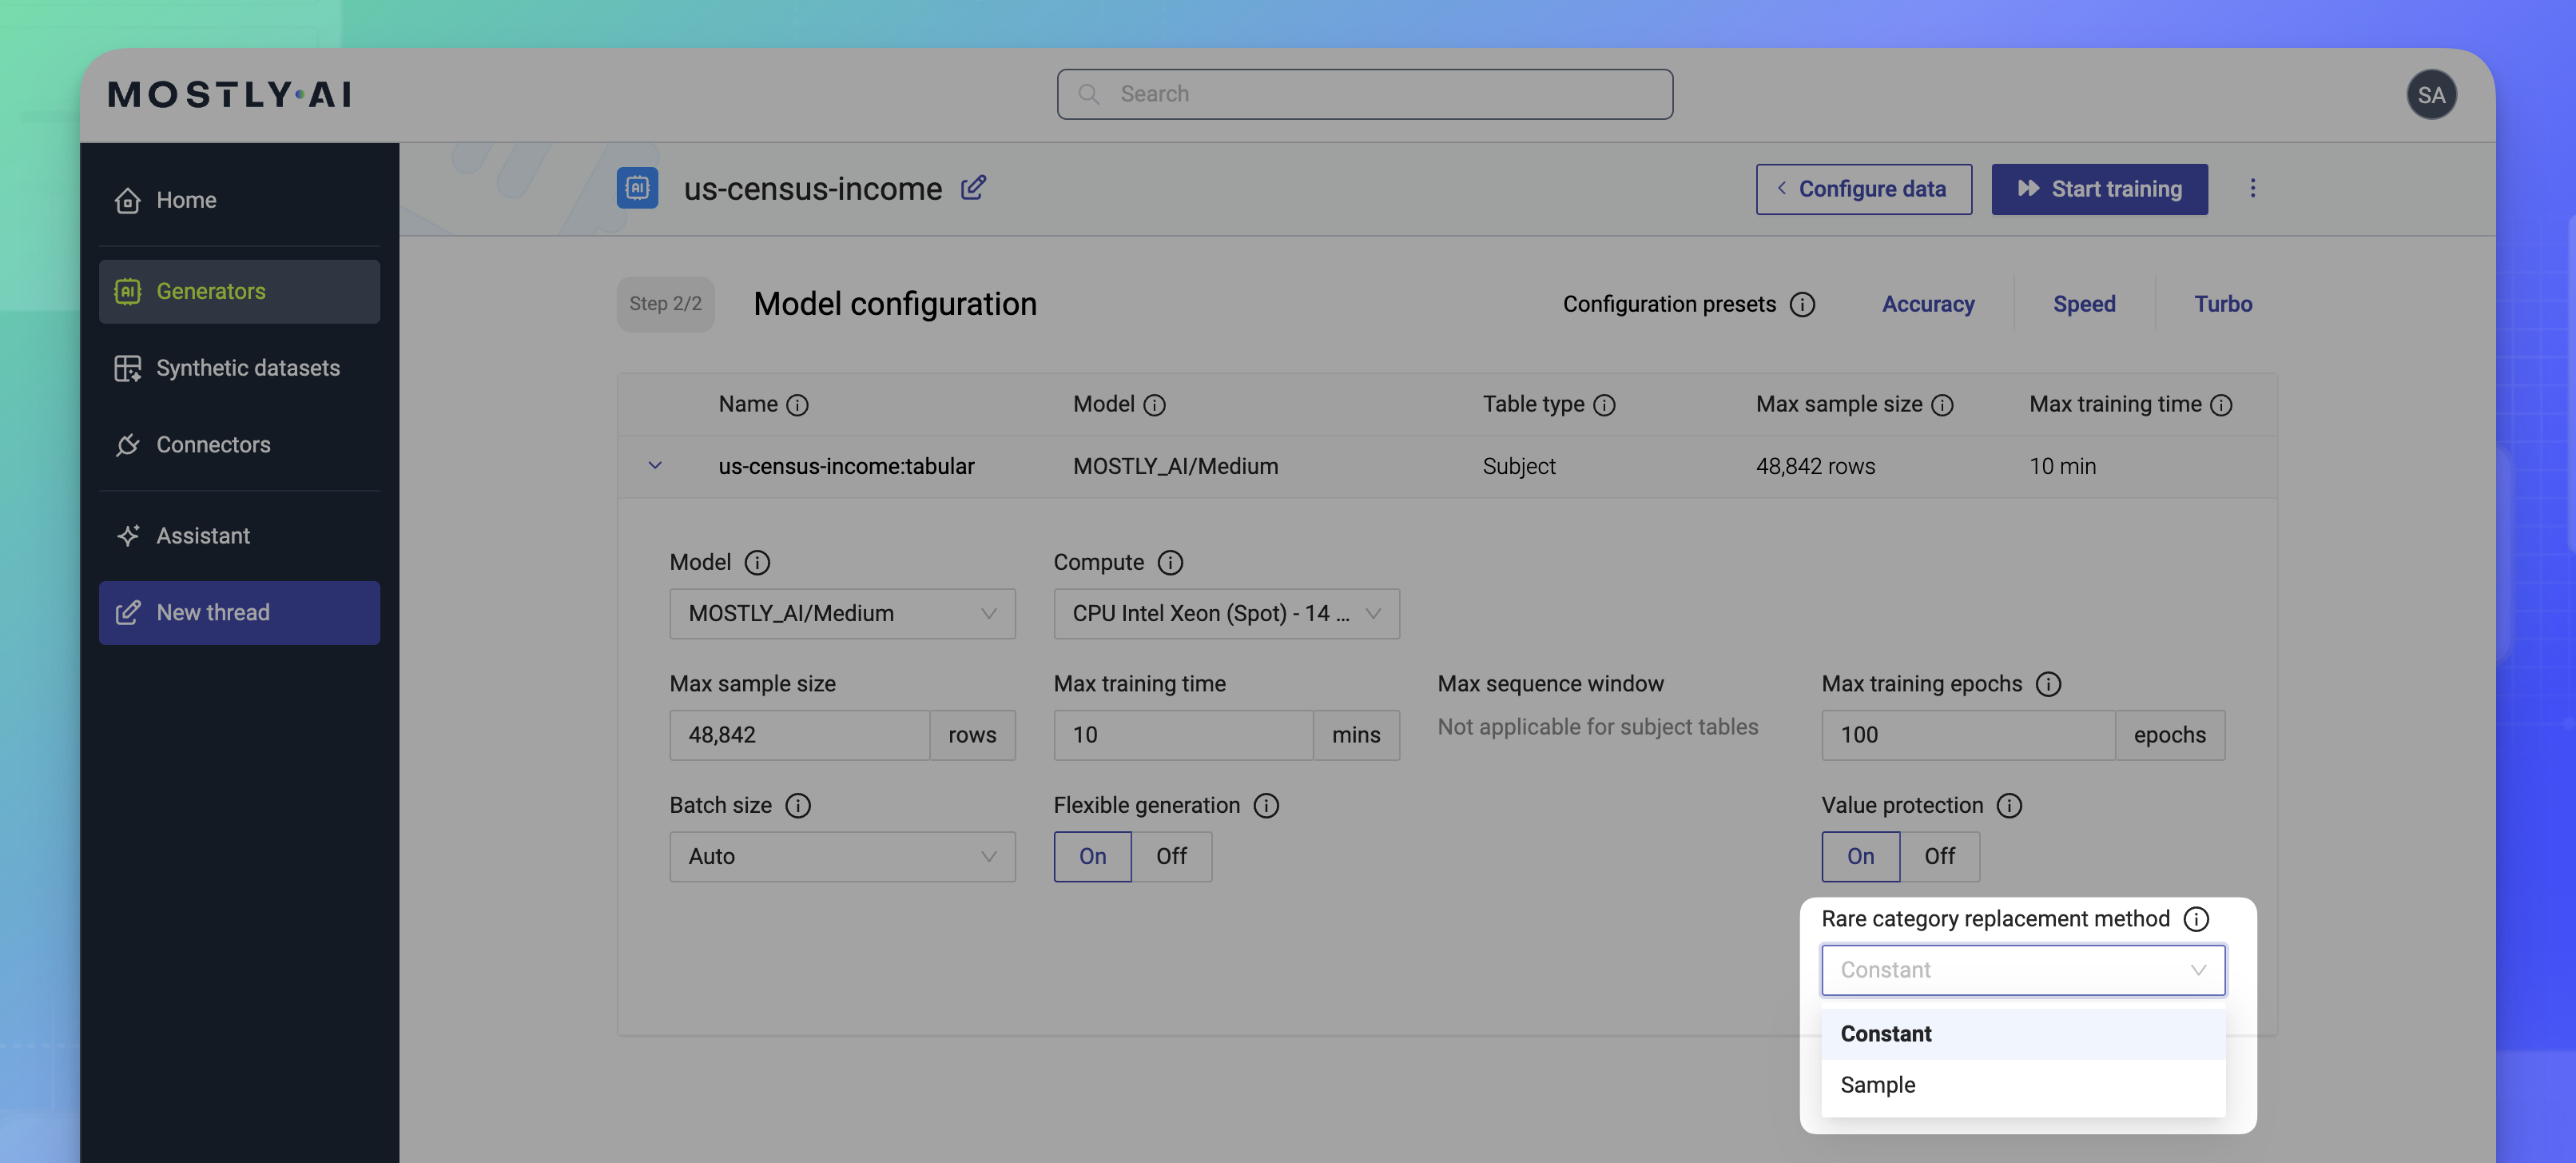 MOSTLY·AI
Search
SA
Home
Generators
Synthetic datasets
Connectors
Assistant
New thread
us-census-income
Configure data
Start training
Step 2/2
Model configuration
Configuration presets
Accuracy
Speed
Turbo
Name Model Table type Max sample size Max training time
us-census-income:tabular MOSTLY_AI/Medium Subject 48,842 rows 10 min
Model Compute
MOSTLY_AI/Medium CPU Intel Xeon (Spot) - 14 ...
Max sample size Max training time Max sequence window Max training epochs
48,842 rows 10 mins Not applicable for subject tables 100 epochs
Batch size Flexible generation Value protection
Auto On Off On Off
Rare category replacement method
Constant
Constant
Sample